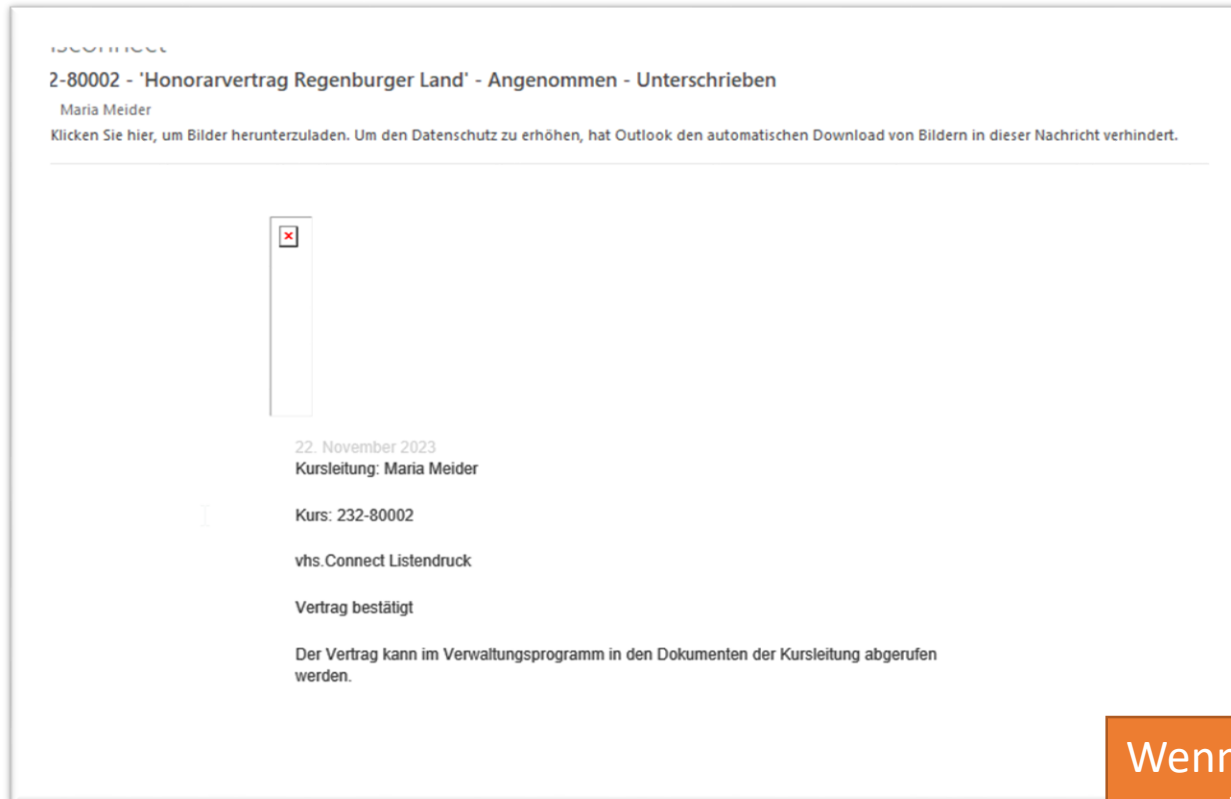 2-80002 - 'Honorarvertrag Regenburger Land' - Angenommen - Unterschrieben
Maria Meider
Klicken Sie hier, um Bilder herunterzuladen. Um den Datenschutz zu erhöhen, hat Outlook den automatischen Download von Bildern in dieser Nachricht verhindert.
22. November 2023
Kursleitung: Maria Meider
Kurs: 232-80002
vhs.Connect Listendruck
Vertrag bestätigt
Der Vertrag kann im Verwaltungsprogramm in den Dokumenten der Kursleitung abgerufen
werden.
Wenn